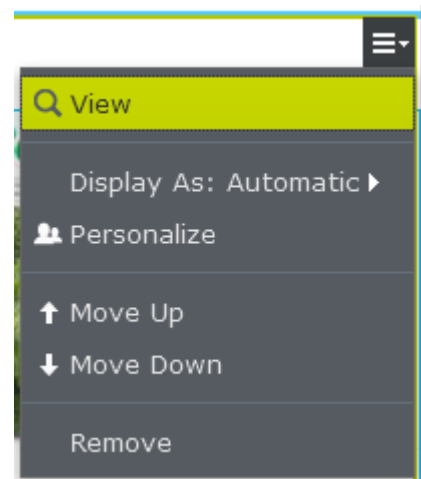 View
Display As: Automatic
Personalize
Move Up
Move Down
Remove